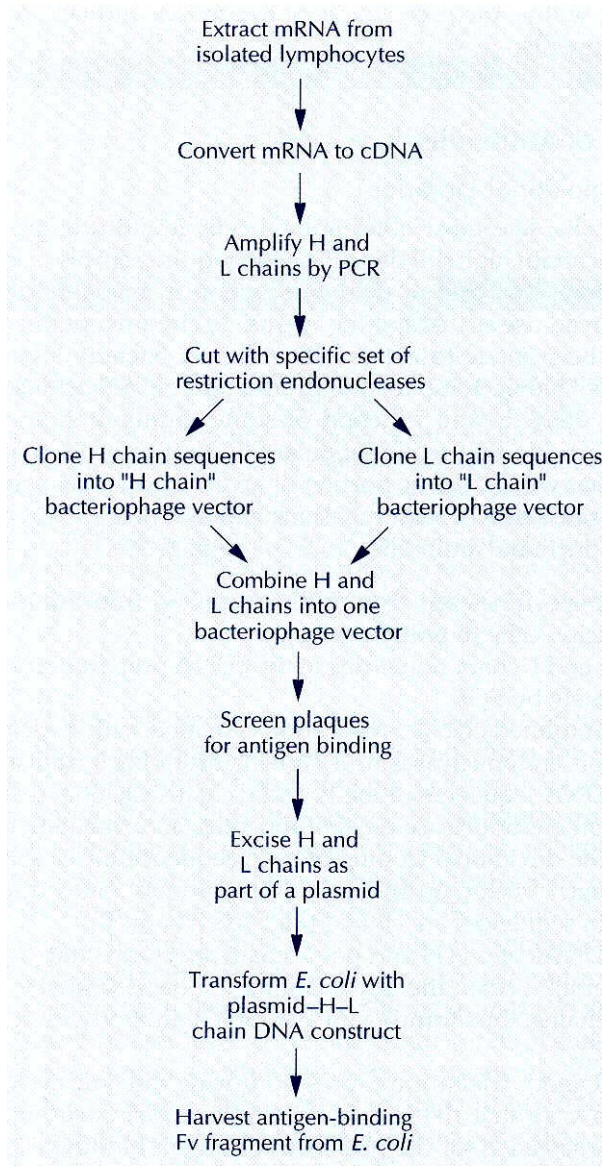 Extract mRNA from
isolated lymphocytes
Convert mRNA to cDNA
Amplify H and
L chains by PCR
Cut with specific set of
restriction endonucleases
Clone H chain sequences
into "H chain"
bacteriophage vector
Clone L chain sequences
into "L chain"
bacteriophage vector
Combine H and
L chains into one
bacteriophage vector
Screen plaques
for antigen binding
Excise H and
L chains as
part of a plasmid
Transform E. coli with
plasmid–H–L
chain DNA construct
Harvest antigen-binding
Fv fragment from E. coli